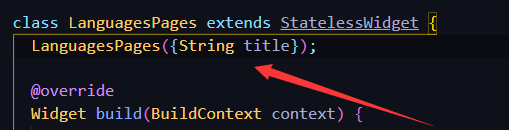 class LanguagesPages extends StatelessWidget {
LanguagesPages({String title});
@override
Widget build(BuildContext context) {